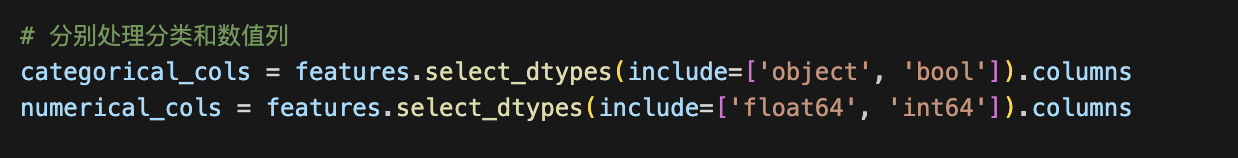 # 分别处理分类和数值列
categorical_cols = features.select_dtypes(include=['object', 'bool']).columns
numerical_cols = features.select_dtypes(include=['float64', 'int64']).columns